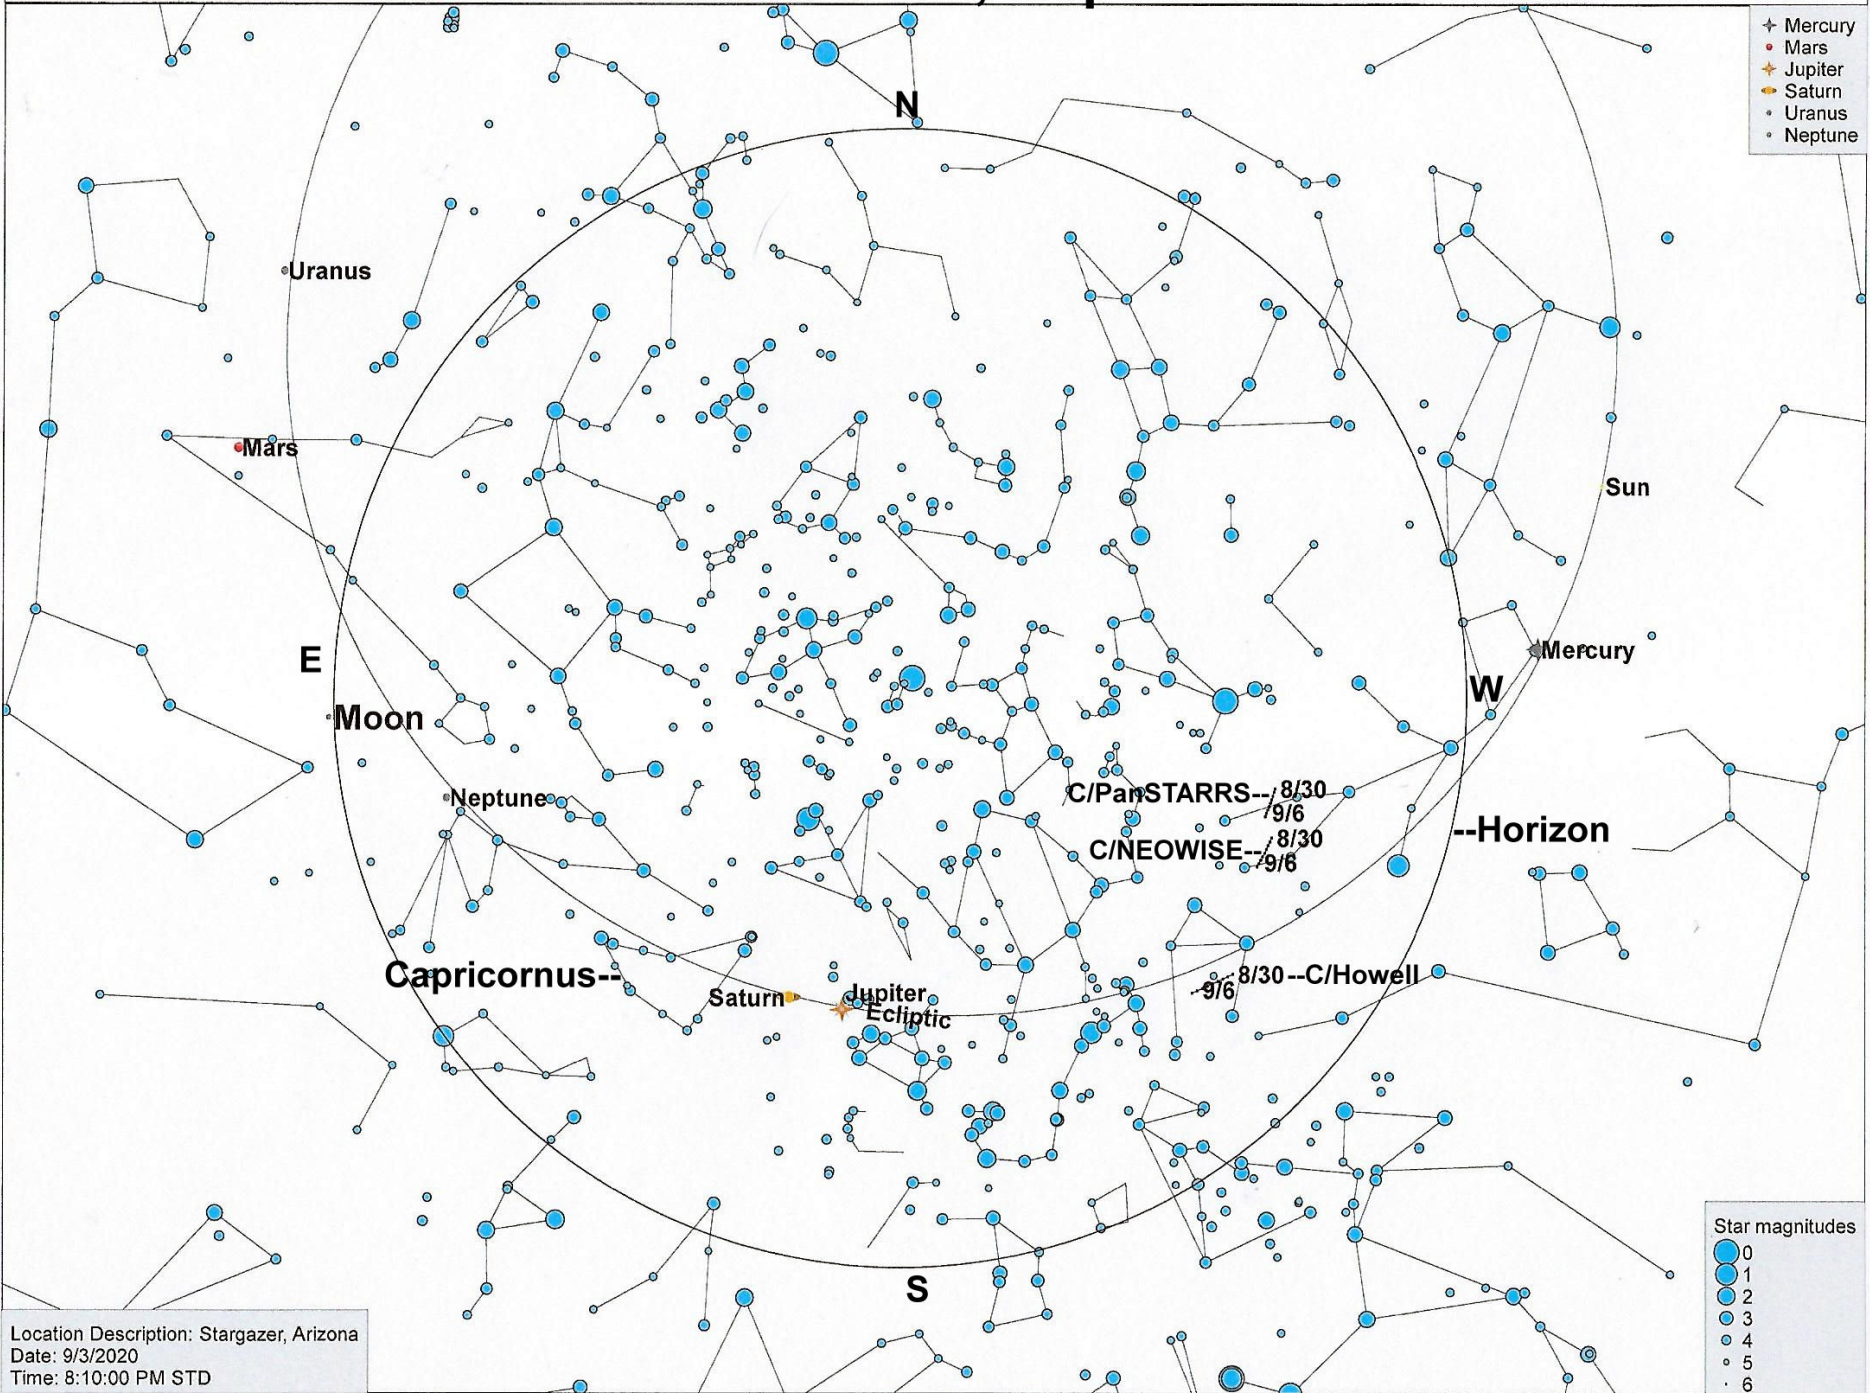 Mercury
Mars
Jupiter
Saturn
Uranus
Neptune
N
Uranus
Mars
Sun
E
Mercury
W
Moon
Neptune
C/PanSTARRS-- 8/30
9/6
--Horizon
C/NEOWISE-- 8/30
9/6
Capricornus--
8/30 --C/Howell
9/6
Saturn
Jupiter
Ecliptic
S
Star magnitudes
0
1
2
3
4
5
6
Location Description: Stargazer, Arizona
Date: 9/3/2020
Time: 8:10:00 PM STD